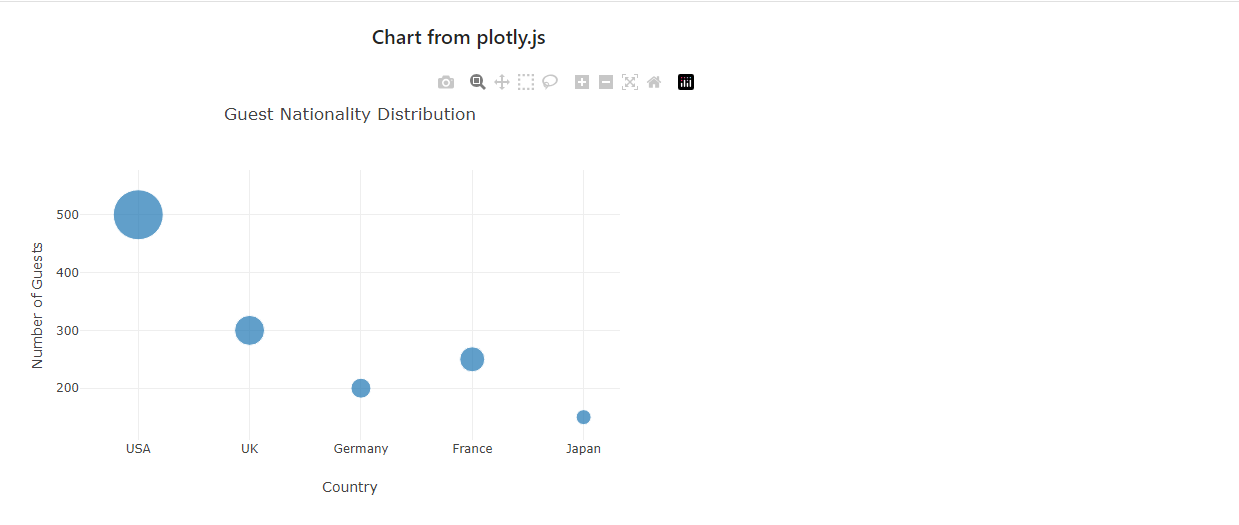 Chart from plotly.js
Guest Nationality Distribution
Number of Guests
500
400
300
200
USA UK Germany France Japan
Country